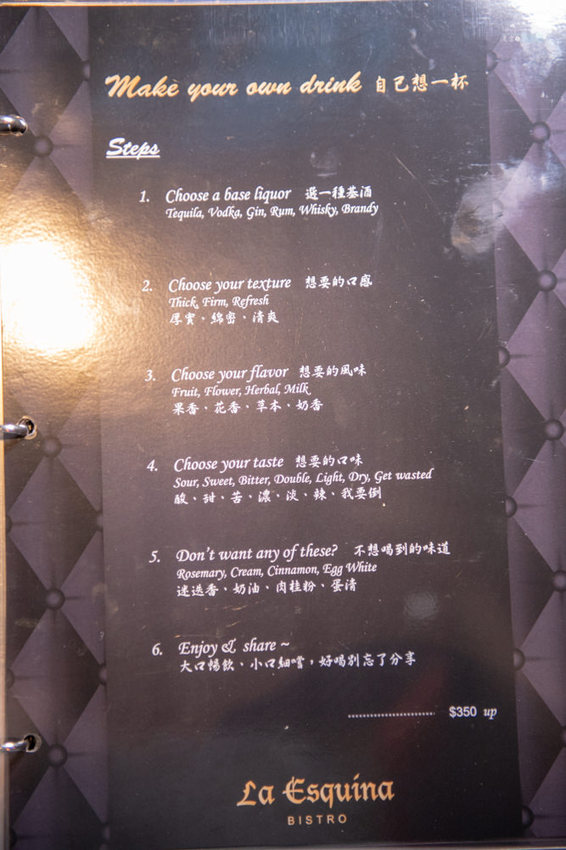 Make your own drink 自己想一杯
Steps
1. Choose a base liquor 選一種基酒
Tequila, Vodka, Gin, Rum, Whisky, Brandy
2. Choose your texture 想要的口感
Thick, Firm, Refresh
厚實、綿密、清爽
3. Choose your flavor 想要的風味
Fruit, Flower, Herbal, Milk
果香、花香、草本、奶香
4. Choose your taste 想要的口味
Sour, Sweet, Bitter, Double, Light, Dry, Get wasted
酸、甜、苦、濃、淡、辣、我要倒
5. Don't want any of these? 不想喝到的味道
Rosemary, Cream, Cinnamon, Egg White
迷迭香、奶油、肉桂粉、蛋清
6. Enjoy & share ~
大口暢飲、小口細嚐，好喝別忘了分享
$350 up
La Esquina
BISTRO